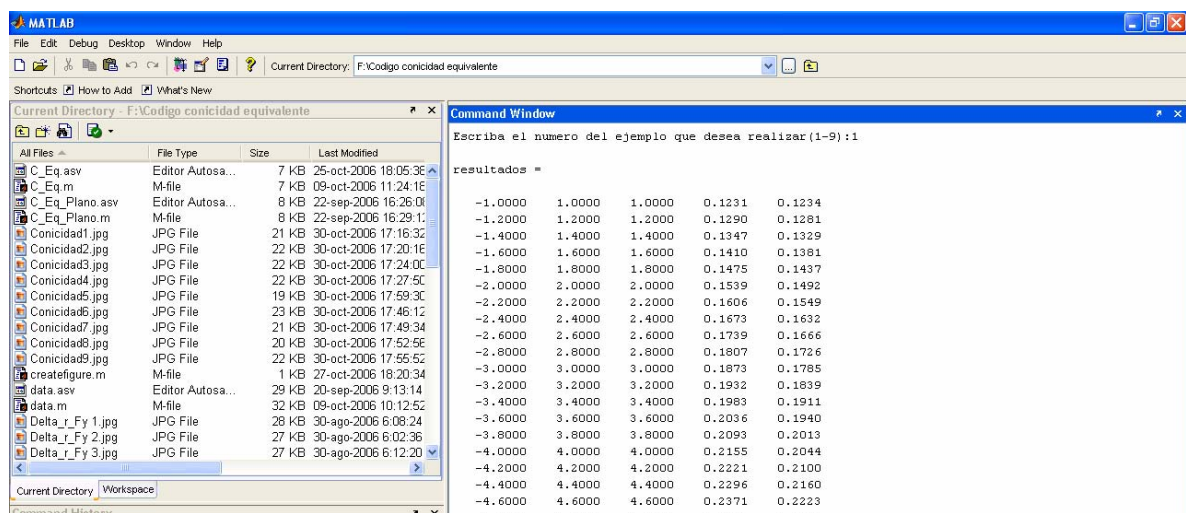 MATLAB
File Edit Debug Desktop Window Help
Current Directory: F:\Codigo conicidad equivalente
Shortcuts How to Add What's New
Current Directory - F:\Codigo conicidad equivalente
All Files File Type Size Last Modified
C_Eq.asv Editor Autosa... 7 KB 25-oct-2006 18:05:36
C_Eq.m M-file 7 KB 09-oct-2006 11:24:16
C_Eq_Plano.asv Editor Autosa... 8 KB 22-sep-2006 16:26:0
C_Eq_Plano.m M-file 8 KB 22-sep-2006 16:29:1
Conicidad1.jpg JPG File 21 KB 30-oct-2006 17:16:32
Conicidad2.jpg JPG File 22 KB 30-oct-2006 17:20:16
Conicidad3.jpg JPG File 22 KB 30-oct-2006 17:24:0
Conicidad4.jpg JPG File 22 KB 30-oct-2006 17:27:50
Conicidad5.jpg JPG File 19 KB 30-oct-2006 17:59:30
Conicidad6.jpg JPG File 23 KB 30-oct-2006 17:46:12
Conicidad7.jpg JPG File 21 KB 30-oct-2006 17:49:34
Conicidad8.jpg JPG File 20 KB 30-oct-2006 17:52:56
Conicidad9.jpg JPG File 22 KB 30-oct-2006 17:55:52
createfigure.m M-file 1 KB 27-oct-2006 18:20:34
data.asv Editor Autosa... 29 KB 20-sep-2006 9:13:14
data.m M-file 32 KB 09-oct-2006 10:12:52
Delta_r_Fy 1.jpg JPG File 28 KB 30-ago-2006 6:08:24
Delta_r_Fy 2.jpg JPG File 27 KB 30-ago-2006 6:02:36
Delta_r_Fy 3.jpg JPG File 27 KB 30-ago-2006 6:12:20
Current Directory Workspace
Command History
Command Window
Escriba el numero del ejemplo que desea realizar(1-9):1
resultados =
-1.0000 1.0000 1.0000 0.1231 0.1234
-1.2000 1.2000 1.2000 0.1290 0.1281
-1.4000 1.4000 1.4000 0.1347 0.1329
-1.6000 1.6000 1.6000 0.1410 0.1381
-1.8000 1.8000 1.8000 0.1475 0.1437
-2.0000 2.0000 2.0000 0.1539 0.1492
-2.2000 2.2000 2.2000 0.1606 0.1549
-2.4000 2.4000 2.4000 0.1673 0.1632
-2.6000 2.6000 2.6000 0.1739 0.1666
-2.8000 2.8000 2.8000 0.1807 0.1726
-3.0000 3.0000 3.0000 0.1873 0.1785
-3.2000 3.2000 3.2000 0.1932 0.1839
-3.4000 3.4000 3.4000 0.1983 0.1911
-3.6000 3.6000 3.6000 0.2036 0.1940
-3.8000 3.8000 3.8000 0.2093 0.2013
-4.0000 4.0000 4.0000 0.2155 0.2044
-4.2000 4.2000 4.2000 0.2221 0.2100
-4.4000 4.4000 4.4000 0.2296 0.2160
-4.6000 4.6000 4.6000 0.2371 0.2223